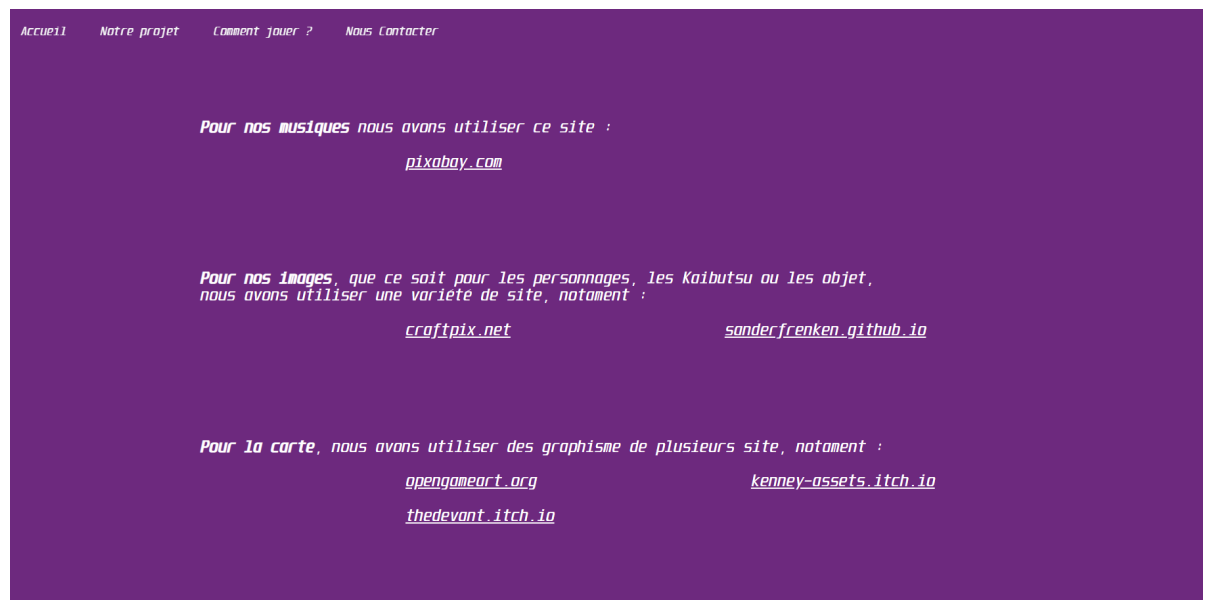 Accueil Notre projet Comment jouer ? Nous Contacter
Pour nos musiques nous avons utiliser ce site :
pixabay.com
Pour nos images, que ce soit pour les personnages, les Kaibutsu ou les objet,
nous avons utiliser une variété de site, notament :
craftpix.net sanderfrenken.github.io
Pour la carte, nous avons utiliser des graphisme de plusieurs site, notament :
opengameart.org kenney-assets.itch.io
thedevant.itch.io